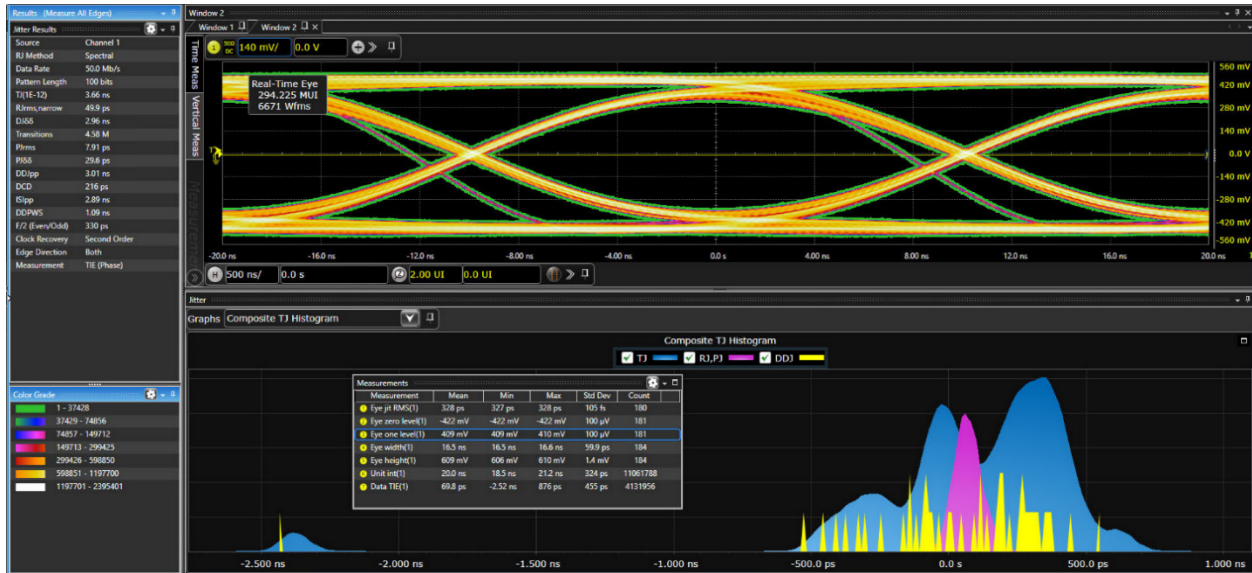 Results (Measure All Edges)
Jitter Results
Source Channel 1
RJ Method Spectral
Data Rate 50.0 Mb/s
Pattern Length 100 bits
TJ(1E-12) 3.66 ns
RJrms,narrow 49.9 ps
DJδδ 2.96 ns
Transitions 4.58 M
PJrms 7.91 ps
PJδδ 29.6 ps
DDJpp 3.01 ns
DCD 216 ps
ISIpp 2.89 ns
DDPWS 1.09 ns
F/2 (Even/Odd) 330 ps
Clock Recovery Second Order
Edge Direction Both
Measurement TIE (Phase)
Color Grade
1 - 37428
37429 - 74856
74857 - 149712
149713 - 299425
299426 - 598850
598851 - 1197700
1197701 - 2395401
Window 2
Window 1 Window 2
Time Meas
Vertical Meas
Measurements
1 50Ω DC 140 mV/ 0.0 V
Real-Time Eye
294.225 MUI
6671 Wfms
560 mV
420 mV
280 mV
140 mV
0.0 V
-140 mV
-280 mV
-420 mV
-560 mV
-20.0 ns -16.0 ns -12.0 ns -8.00 ns -4.00 ns 0.0 s 4.00 ns 8.00 ns 12.0 ns 16.0 ns 20.0 ns
H 500 ns/ 0.0 s 2.00 UI 0.0 UI
Jitter
Graphs Composite TJ Histogram
Composite TJ Histogram
TJ RJ,PJ DDJ
Measurements
Measurement Mean Min Max Std Dev Count
Eye jit RMS(1) 328 ps 327 ps 328 ps 105 fs 180
Eye zero level(1) -422 mV -422 mV -422 mV 100 µV 181
Eye one level(1) 409 mV 409 mV 410 mV 100 µV 181
Eye width(1) 16.5 ns 16.5 ns 16.6 ns 59.9 ps 184
Eye height(1) 609 mV 606 mV 610 mV 1.4 mV 184
Unit int(1) 20.0 ns 18.5 ns 21.2 ns 324 ps 11061788
Data TIE(1) 69.8 ps -2.52 ns 876 ps 455 ps 4131956
-2.500 ns -2.000 ns -1.500 ns -1.000 ns -500.0 ps 0.0 s 500.0 ps 1.000 ns